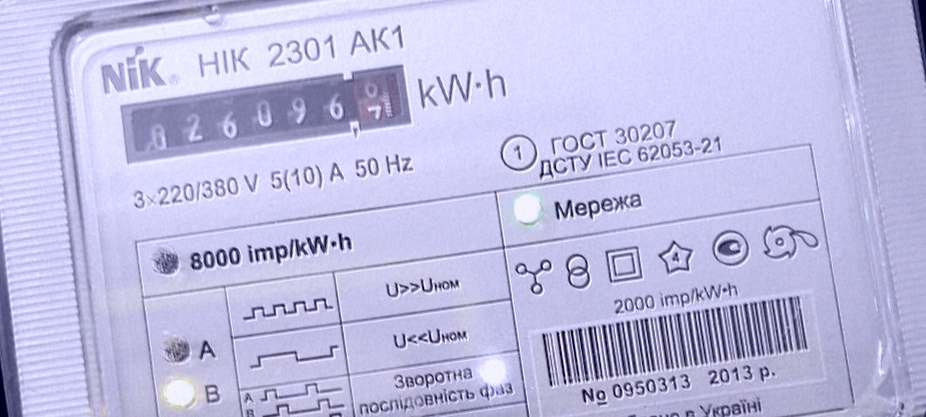 NiK НІК 2301 АК1
0 2 6 0 9 6 kW·h
3×220/380 V 5(10) A 50 Hz
1 ГОСТ 30207
ДСТУ IEC 62053-21
8000 imp/kW·h
Мережа
U>>Uном
2000 imp/kW·h
A
U<<Uном
B
Зворотна
послідовність фаз
A
B
4
№ 0950313 2013 р.
в Україні